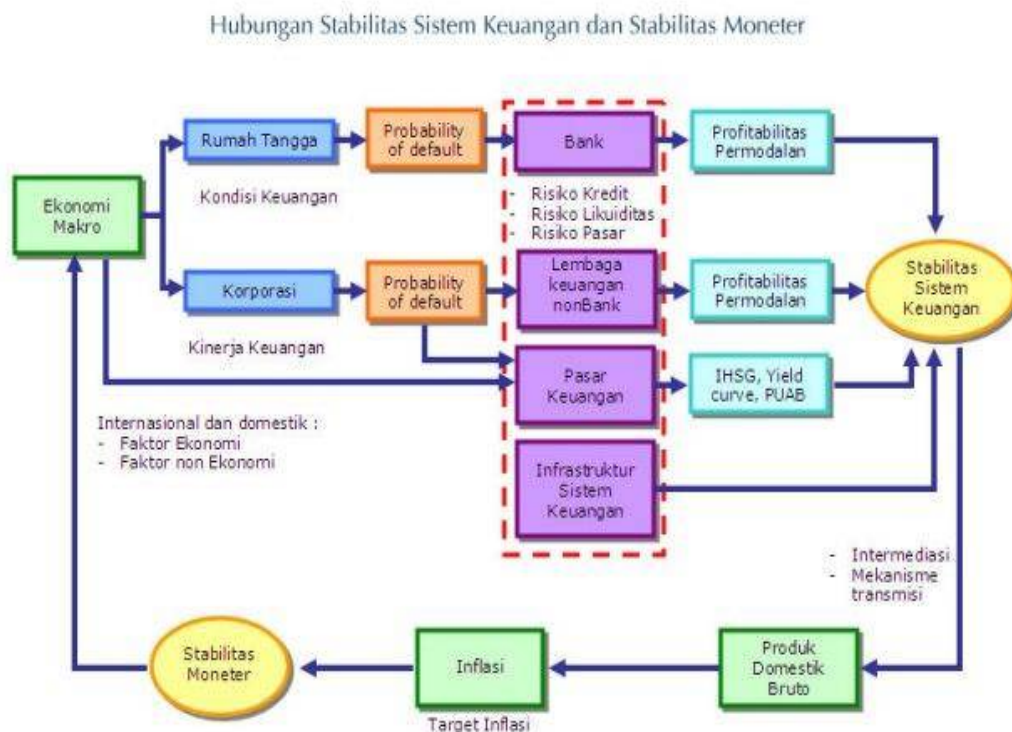 Hubungan Stabilitas Sistem Keuangan dan Stabilitas Moneter
Rumah Tangga
Probability
of default
Bank
Profitabilitas
Permodalan
Kondisi Keuangan
- Risiko Kredit
- Risiko Likuiditas
- Risiko Pasar
Ekonomi
Makro
Korporasi
Probability
of default
Lembaga
keuangan
nonBank
Profitabilitas
Permodalan
Stabilitas
Sistem
Keuangan
Kinerja Keuangan
Pasar
Keuangan
IHSG, Yield
curve, PUAB
Internasional dan domestik :
- Faktor Ekonomi
- Faktor non Ekonomi
Infrastruktur
Sistem
Keuangan
- Intermediasi
- Mekanisme
transmisi
Stabilitas
Moneter
Inflasi
Target Inflasi
Produk
Domestik
Bruto